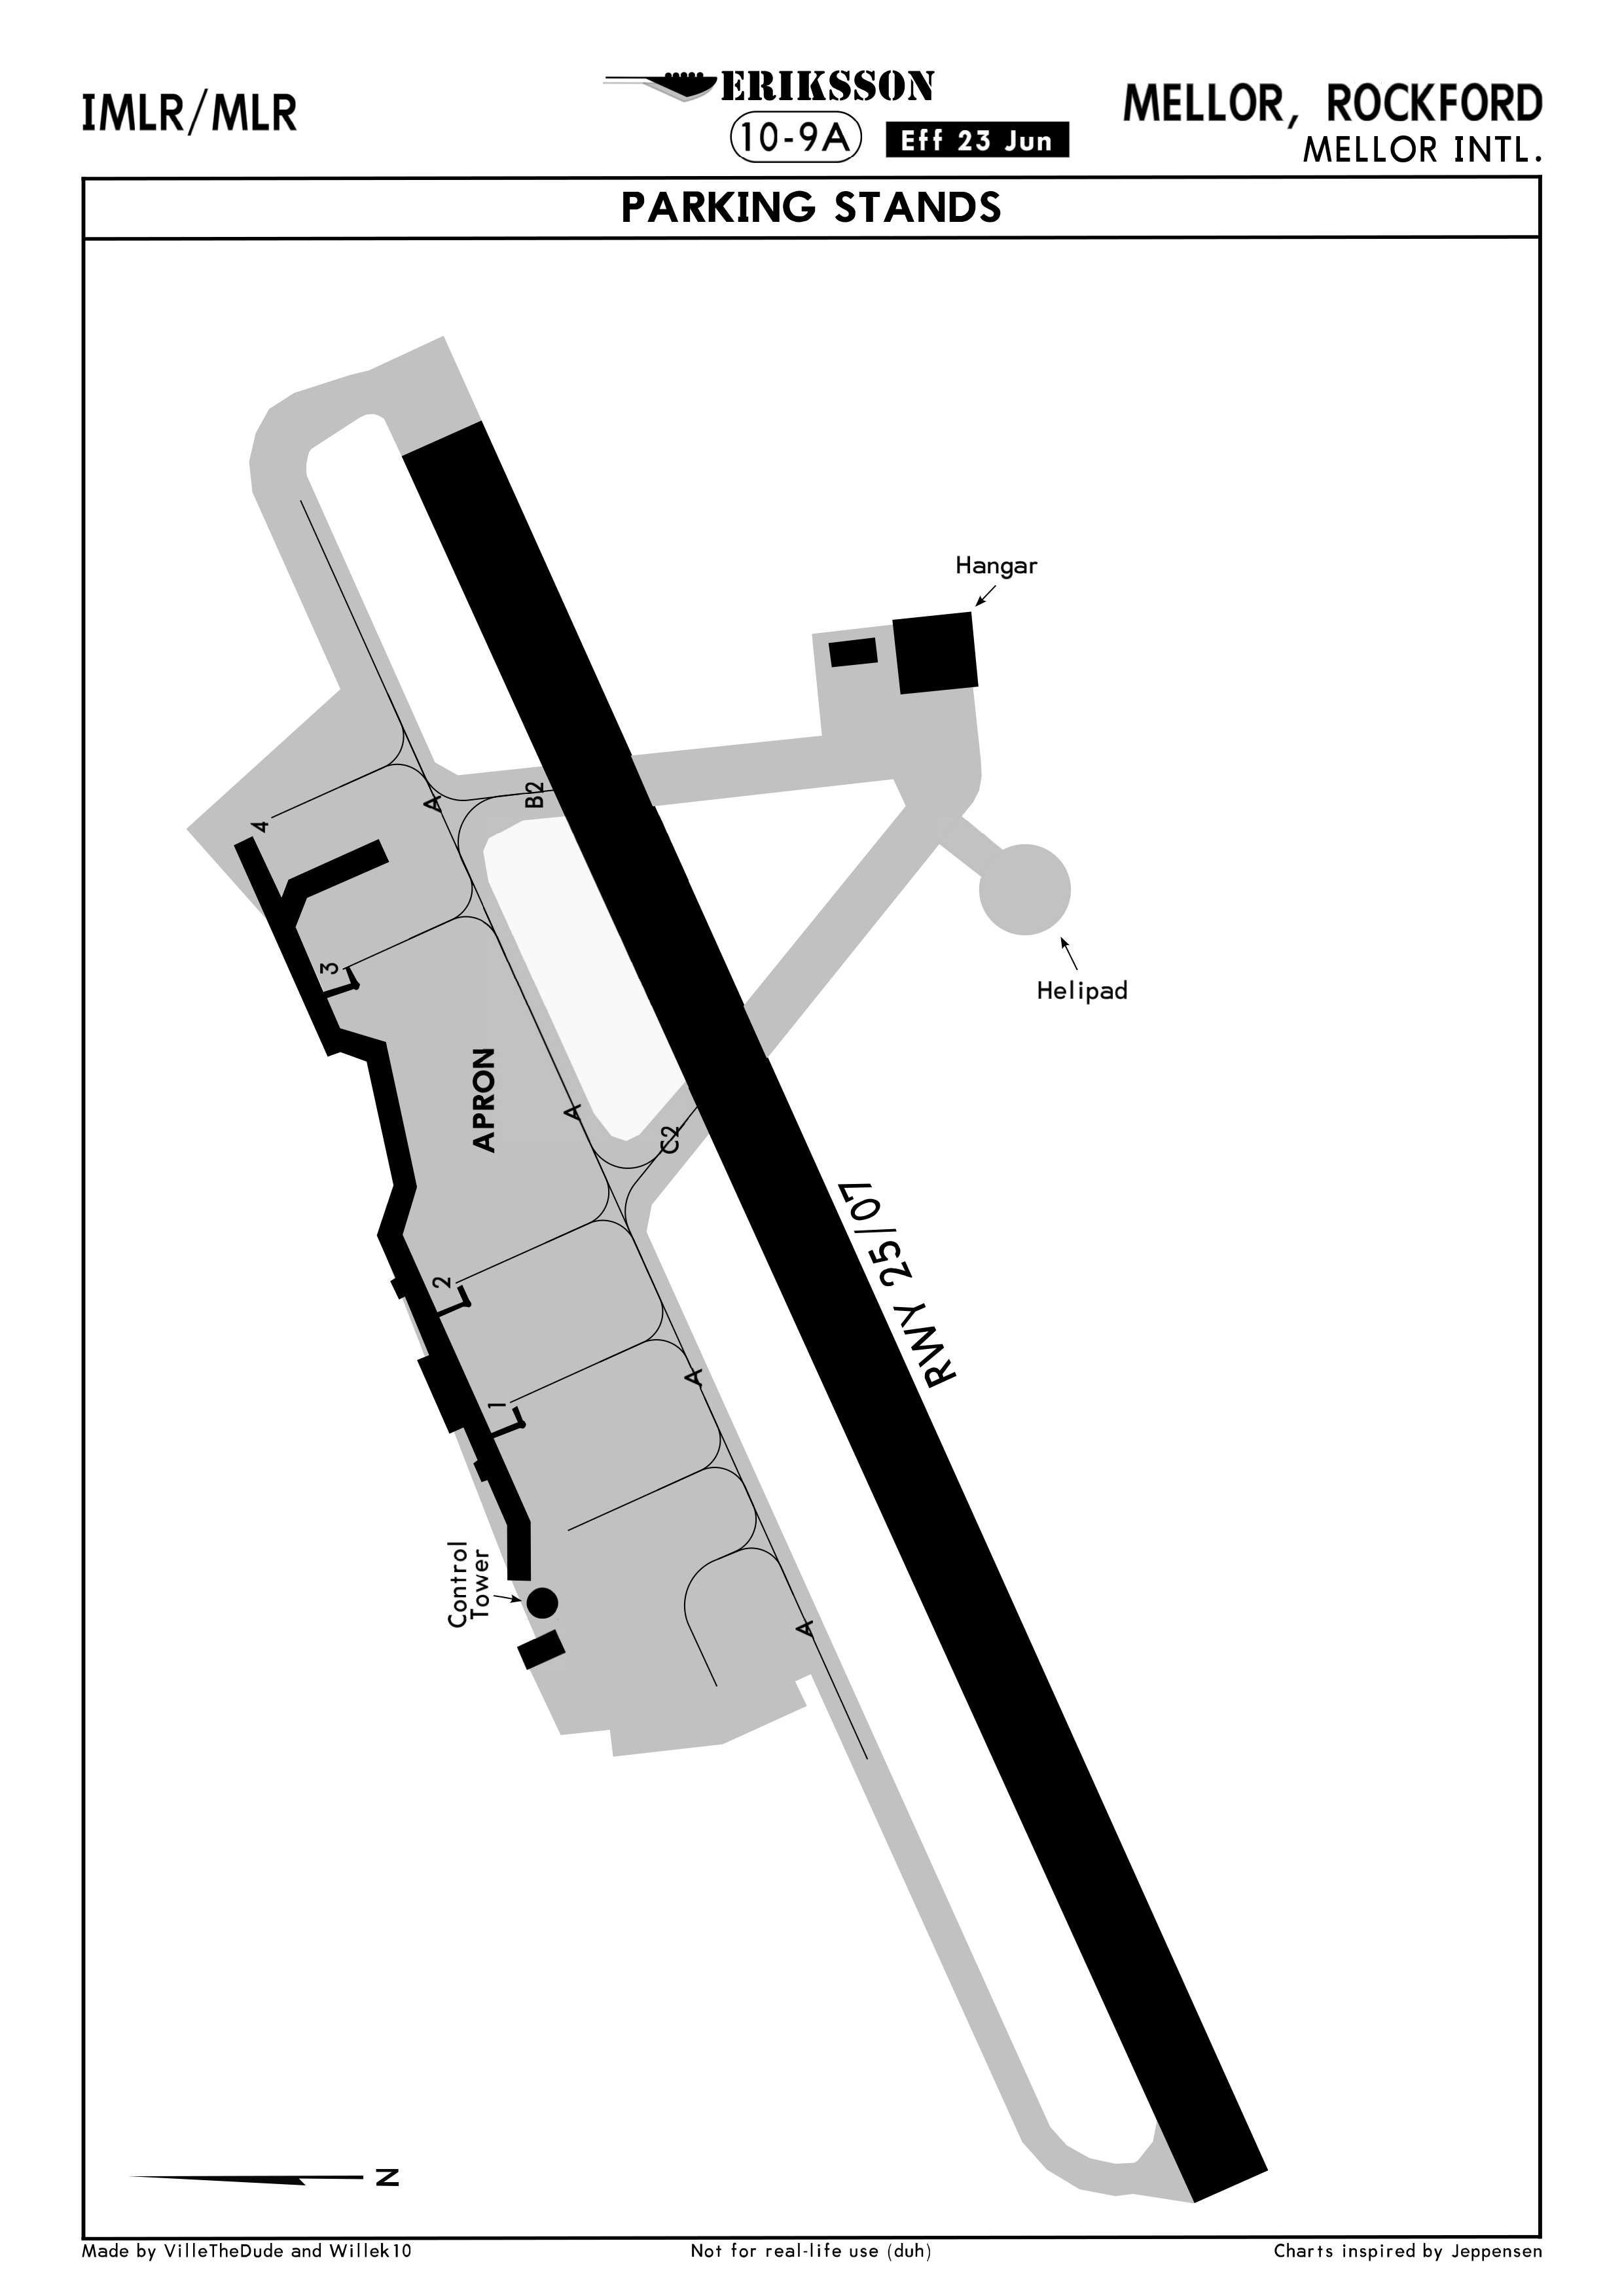 IMLR/MLR
ERIKSSON
10-9A
Eff 23 Jun
MELLOR, ROCKFORD
MELLOR INTL.
PARKING STANDS
Hangar
B2
A
4
3
Helipad
APRON
A
C2
RWY 25/07
2
A
1
Control
Tower
A
N
Made by VilleTheDude and Willek10
Not for real-life use (duh)
Charts inspired by Jeppensen